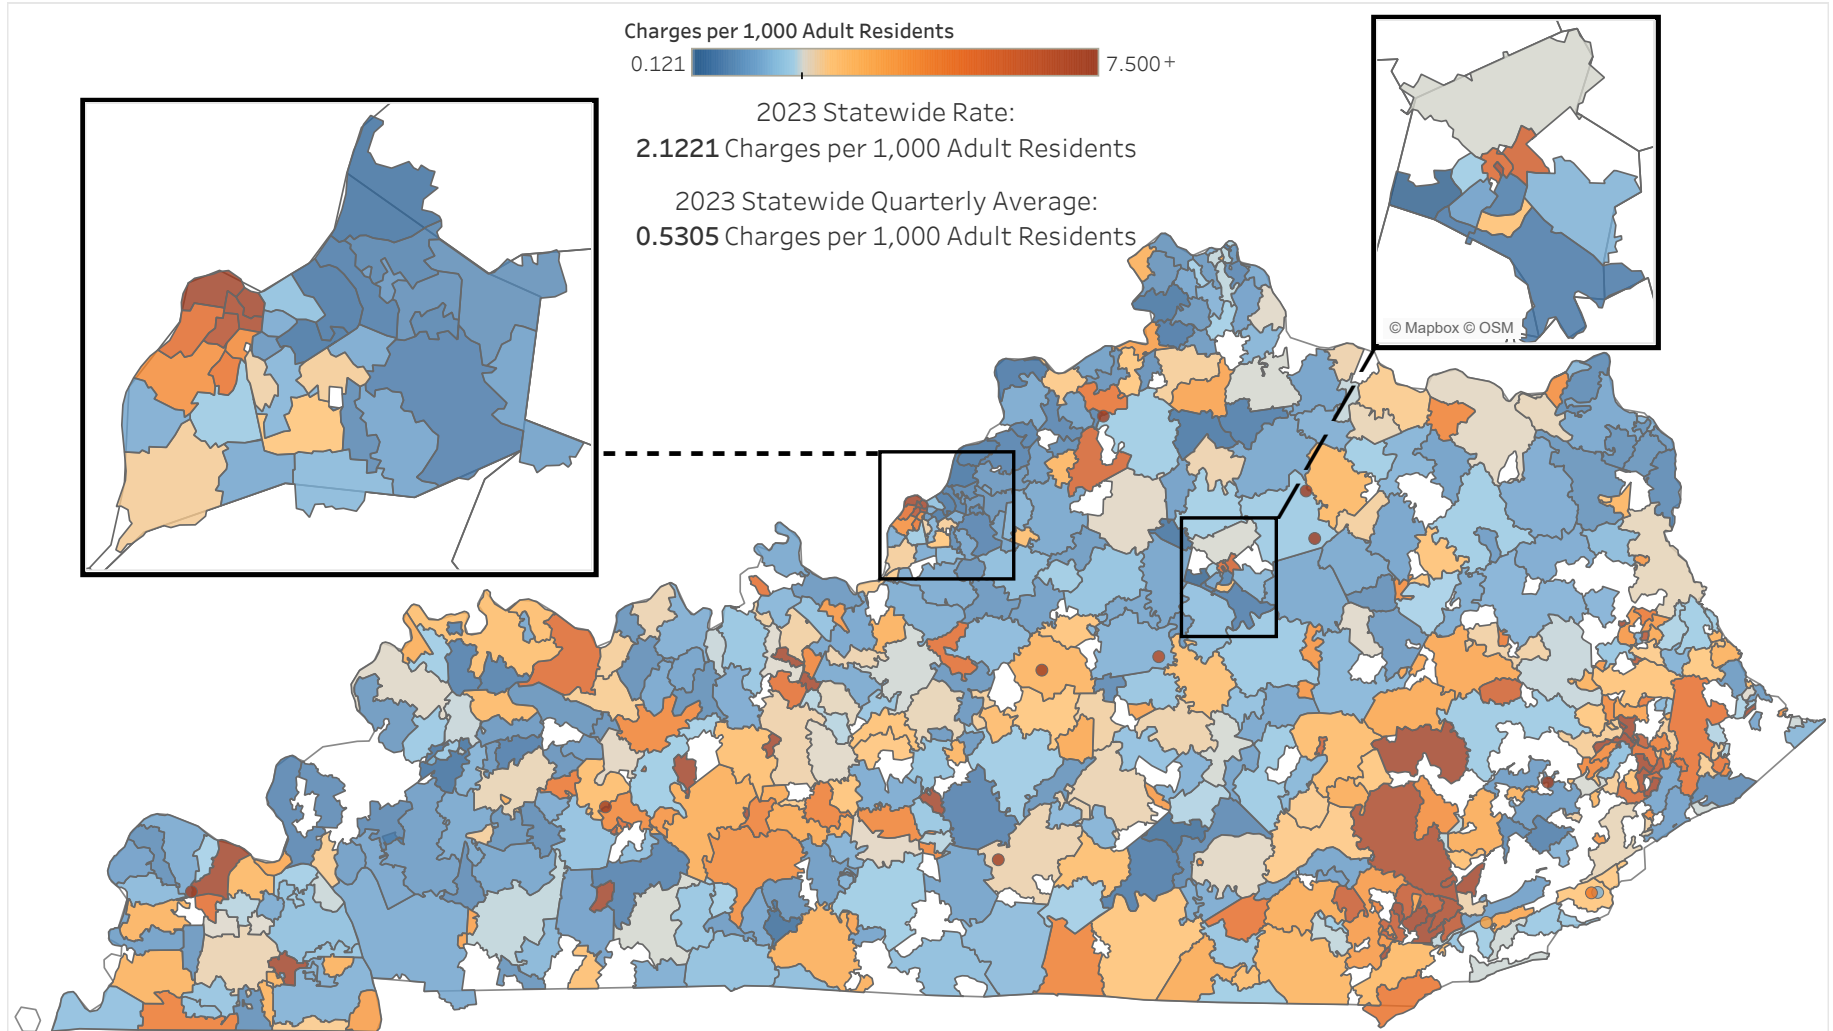 Charges per 1,000 Adult Residents
0.121
7.500+
2023 Statewide Rate:
2.1221 Charges per 1,000 Adult Residents
2023 Statewide Quarterly Average:
0.5305 Charges per 1,000 Adult Residents
© Mapbox © OSM